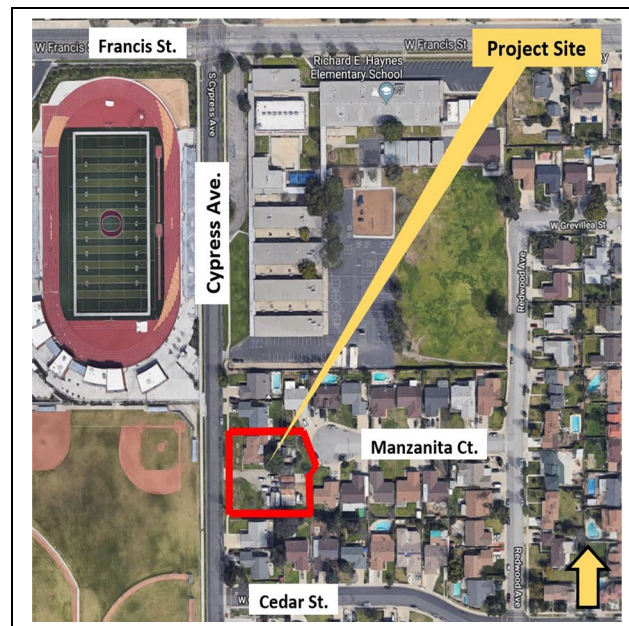 W Francis St
Francis St.
W Francis St
Project Site
Richard E. Haynes
Elementary School
S Cypress Ave
Cypress Ave.
W Grevillea St
Redwood Ave
Manzanita Ct.
Redwood Ave
Cedar St.
O